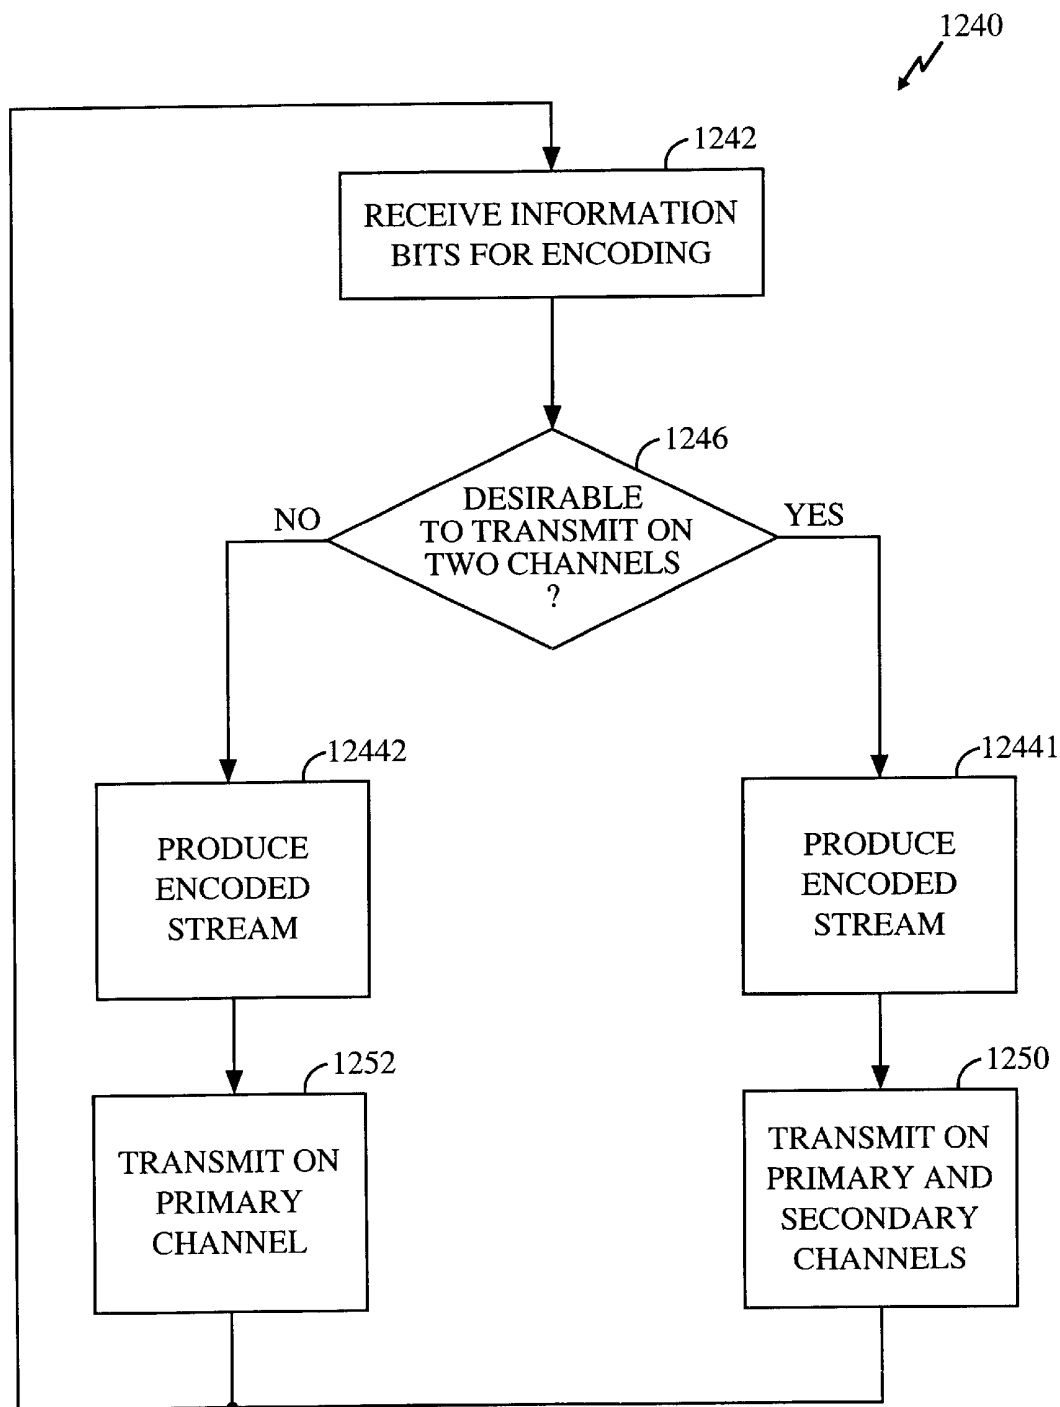 1240
1242
RECEIVE INFORMATION
BITS FOR ENCODING
1246
DESIRABLE
TO TRANSMIT ON
TWO CHANNELS
?
NO
YES
12442
PRODUCE
ENCODED
STREAM
12441
PRODUCE
ENCODED
STREAM
1252
TRANSMIT ON
PRIMARY
CHANNEL
1250
TRANSMIT ON
PRIMARY AND
SECONDARY
CHANNELS